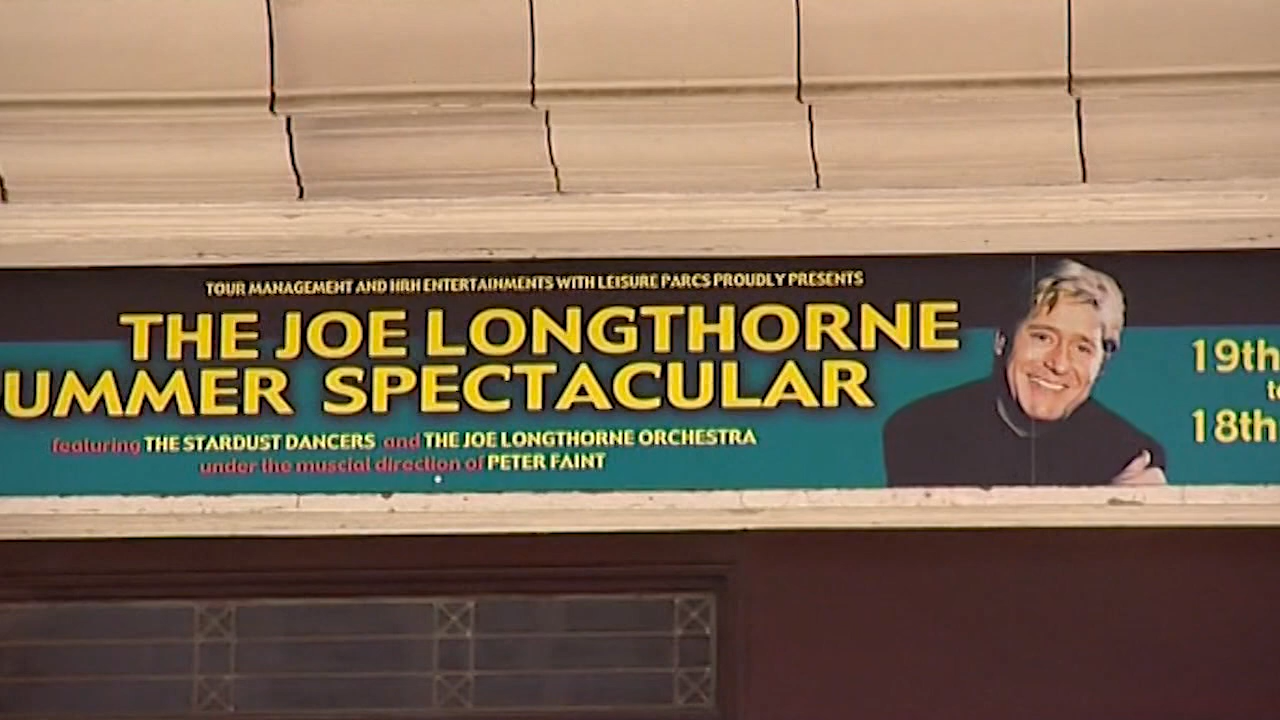 TOUR MANAGEMENT AND HRH ENTERTAINMENTS WITH LEISURE PARCS PROUDLY PRESENTS
THE JOE LONGTHORNE
UMMER SPECTACULAR
featuring THE STARDUST DANCERS and THE JOE LONGTHORNE ORCHESTRA
under the muscial direction of PETER FAINT
19th
t
18th